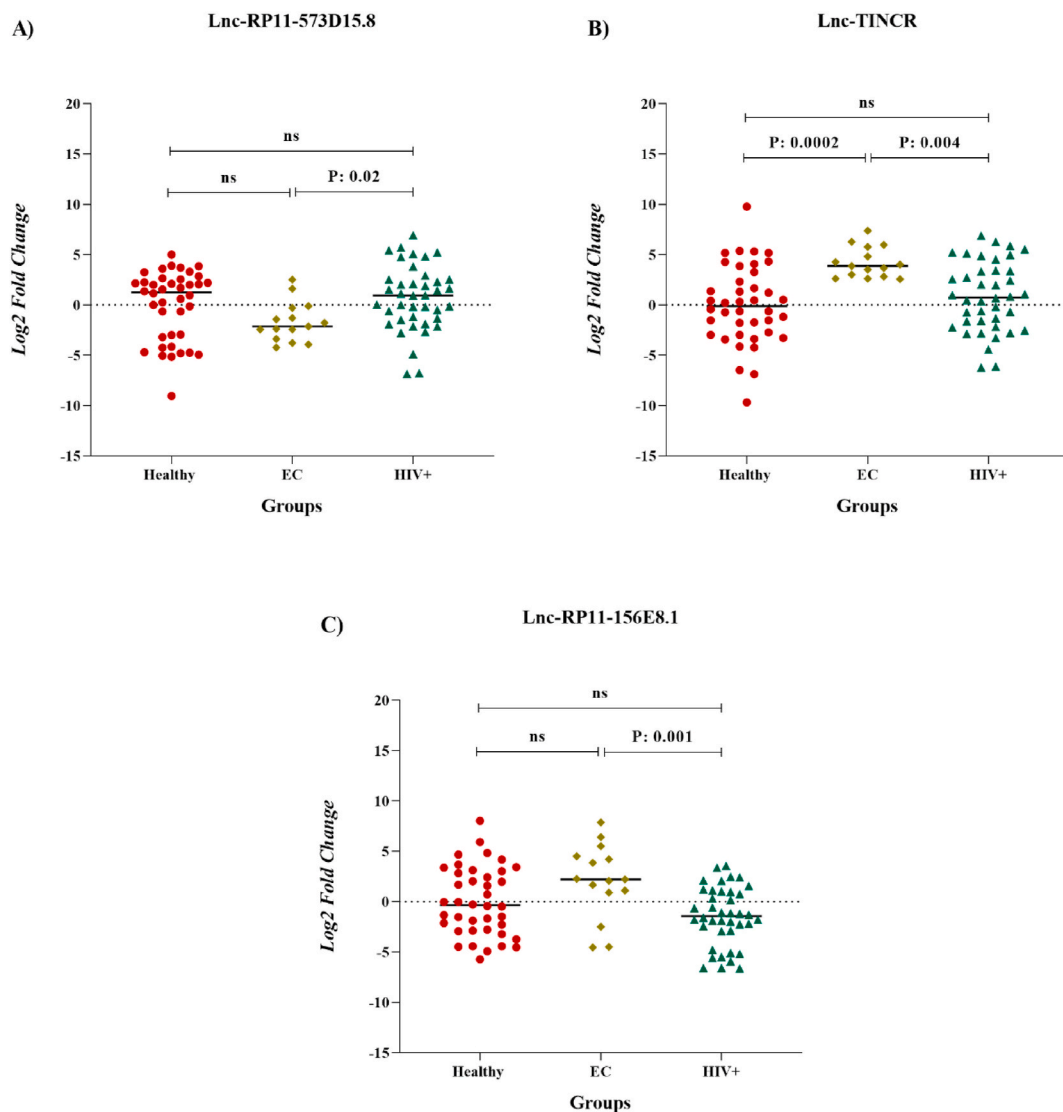 A)
Lnc-RP11-573D15.8
20
15
10
5
0
-5
-10
-15
Log2 Fold Change
ns
ns
P: 0.02
Healthy
EC
HIV+
Groups
B)
Lnc-TINCR
20
15
10
5
0
-5
-10
-15
Log2 Fold Change
ns
P: 0.0002
P: 0.004
Healthy
EC
HIV+
Groups
C)
Lnc-RP11-156E8.1
20
15
10
5
0
-5
-10
-15
Log2 Fold Change
ns
ns
P: 0.001
Healthy
EC
HIV+
Groups